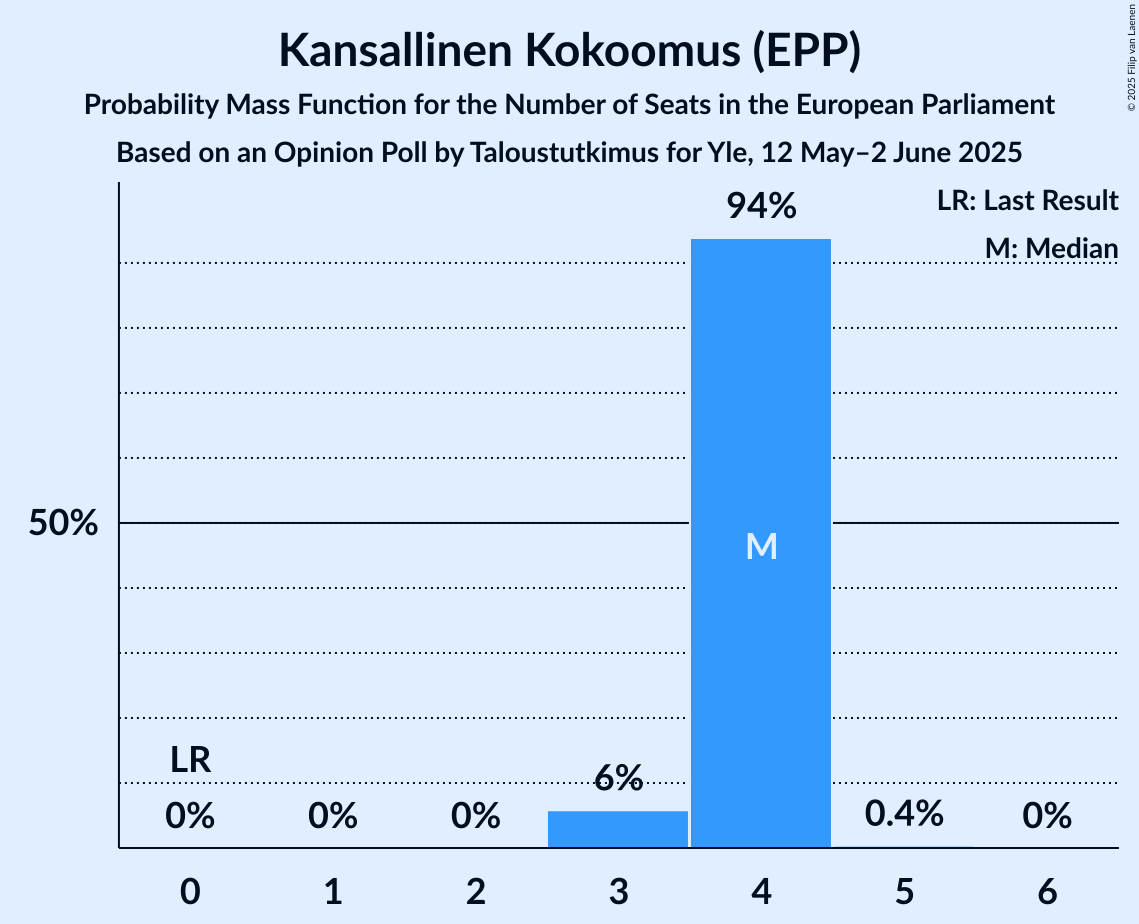 Kansallinen Kokoomus (EPP)
Probability Mass Function for the Number of Seats in the European Parliament
Based on an Opinion Poll by Taloustutkimus for Yle, 12 May–2 June 2025
© 2025 Filip van Laenen
LR: Last Result
M: Median
94%
50%
M
LR
0%
0%
0%
6%
0.4%
0%
0
1
2
3
4
5
6